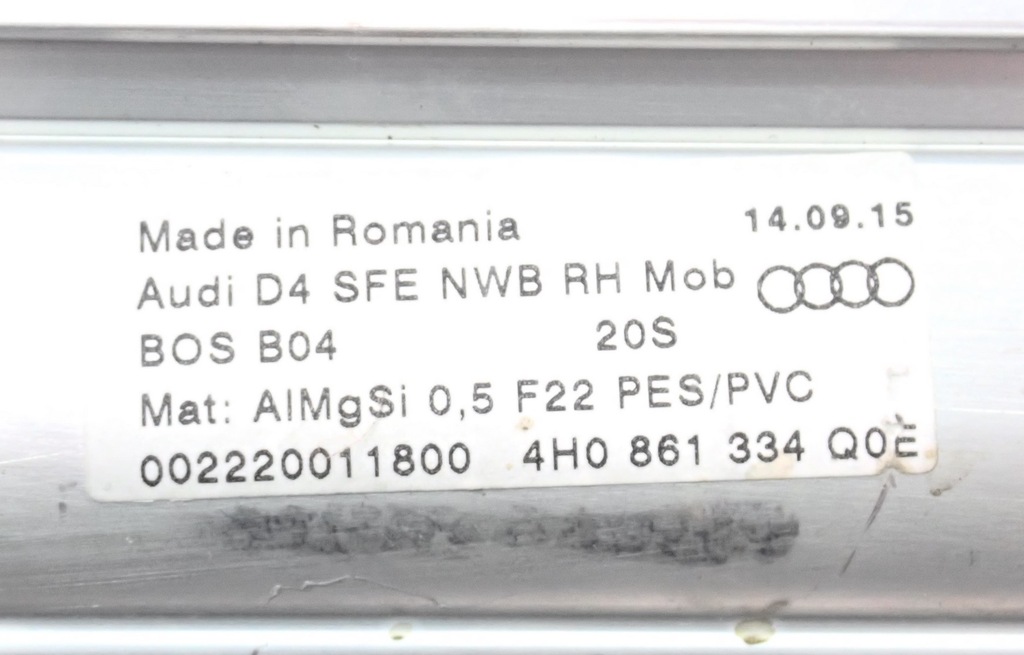 Made in Romania 14.09.15
Audi D4 SFE NWB RH Mob
BOS B04 20S
Mat: AlMgSi 0,5 F22 PES/PVC
002220011800 4H0 861 334 Q0E